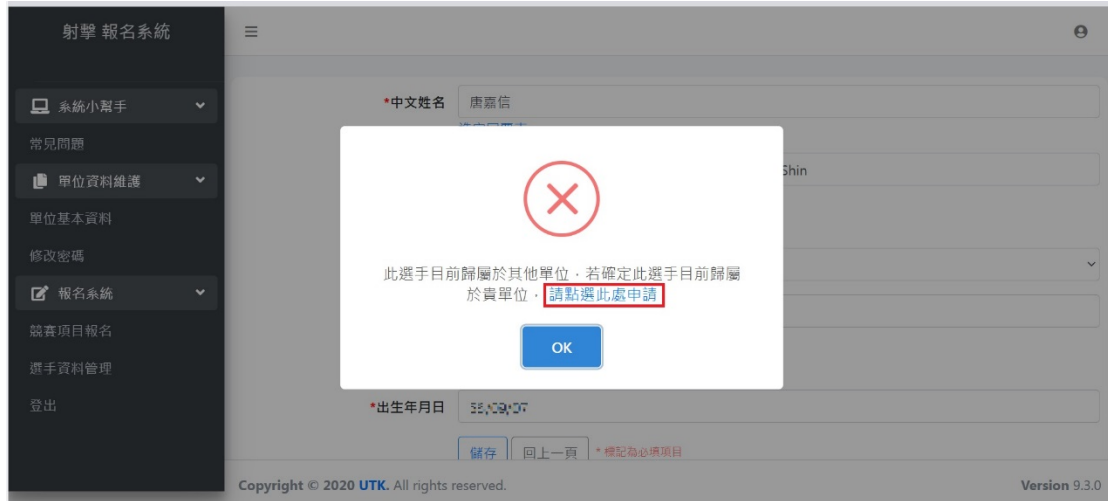 射擊 報名系統
系統小幫手
常見問題
單位資料維護
單位基本資料
修改密碼
報名系統
競賽項目報名
選手資料管理
登出
*中文姓名
唐嘉信
Shin
此選手目前歸屬於其他單位,若確定此選手目前歸屬
於貴單位,請點選此處申請
OK
*出生年月日
儲存 回上一頁 * 標記為必填項目
Copyright © 2020 UTK. All rights reserved.
Version 9.3.0